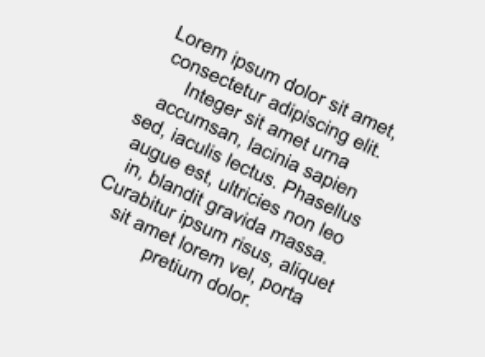 Lorem ipsum dolor sit amet,
consectetur adipiscing elit.
Integer sit amet urna
accumsan, lacinia sapien
sed, iaculis lectus. Phasellus
augue est, ultricies non leo
in, blandit gravida massa.
Curabitur ipsum risus, aliquet
sit amet lorem vel, porta
pretium dolor.